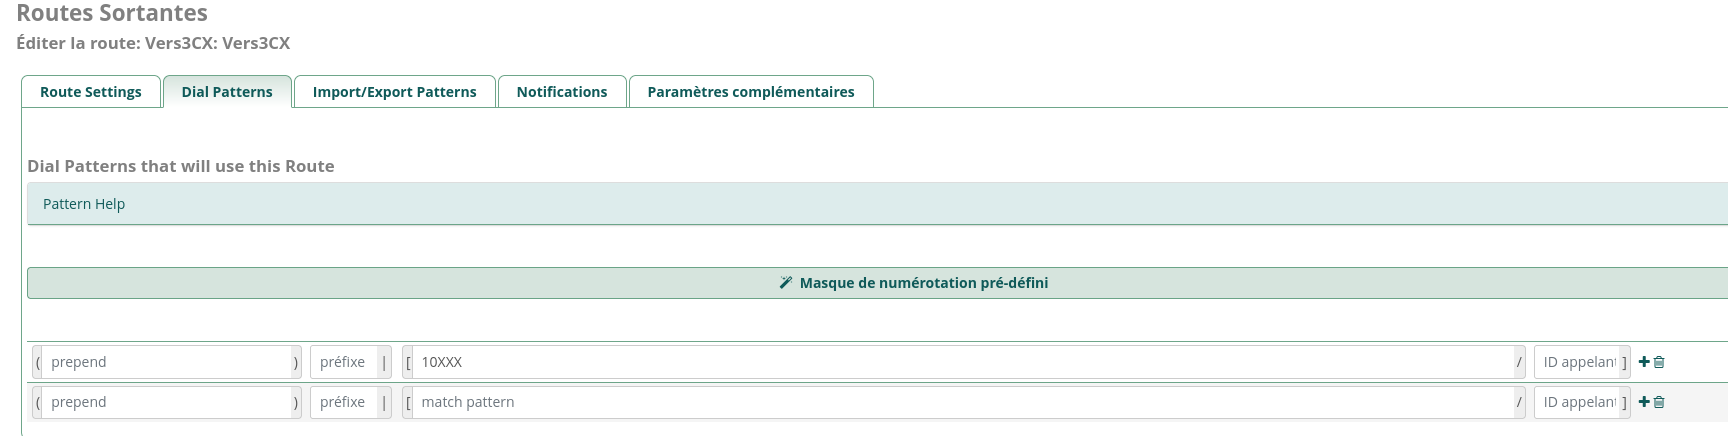 Routes Sortantes
Éditer la route: Vers3CX: Vers3CX
Route Settings Dial Patterns Import/Export Patterns Notifications Paramètres complémentaires
Dial Patterns that will use this Route
Pattern Help
Masque de numérotation pré-défini
( prepend ) préfixe | [ 10XXX / ID appelant ]
( prepend ) préfixe | [ match pattern / ID appelant ]